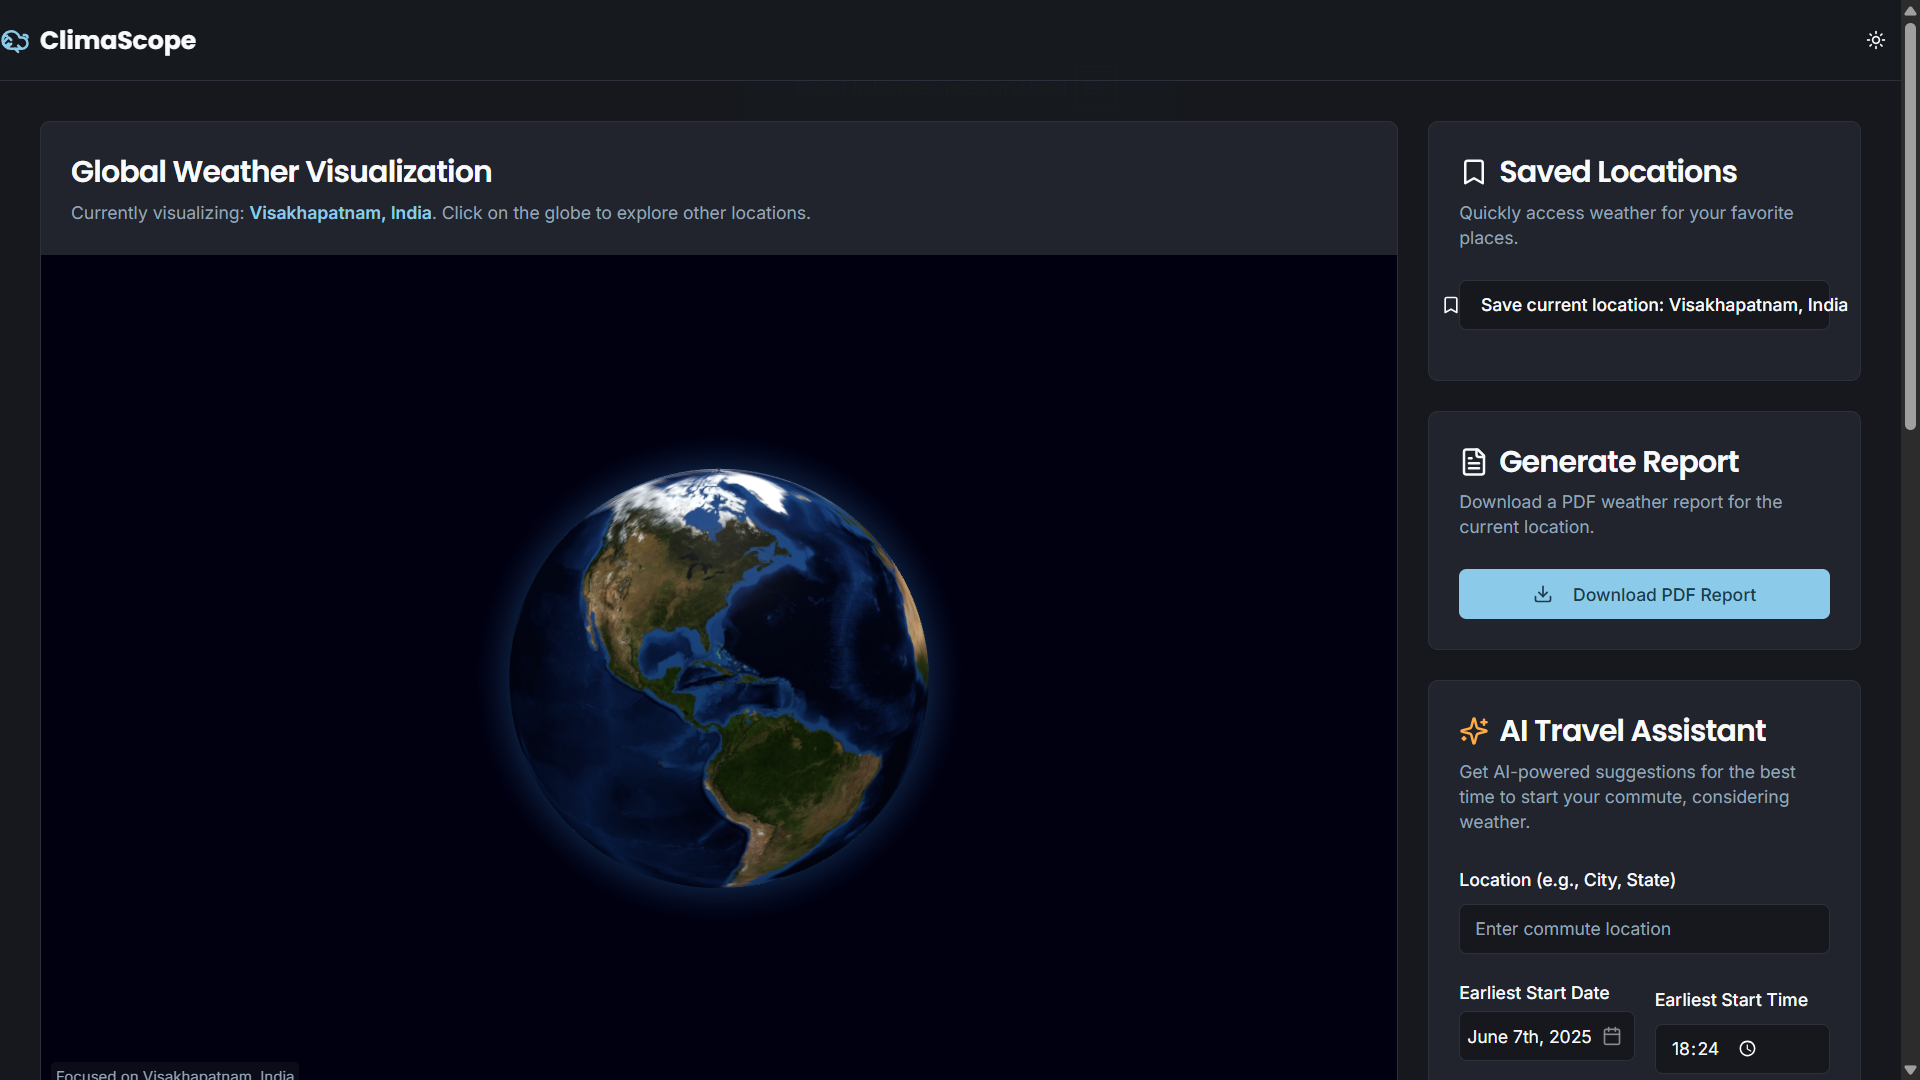 ClimaScope
Global Weather Visualization
Currently visualizing: Visakhapatnam, India. Click on the globe to explore other locations.
Focused on Visakhapatnam, India
Saved Locations
Quickly access weather for your favorite
places.
Save current location: Visakhapatnam, India
Generate Report
Download a PDF weather report for the
current location.
Download PDF Report
AI Travel Assistant
Get AI-powered suggestions for the best
time to start your commute, considering
weather.
Location (e.g., City, State)
Enter commute location
Earliest Start Date
June 7th, 2025
Earliest Start Time
18:24